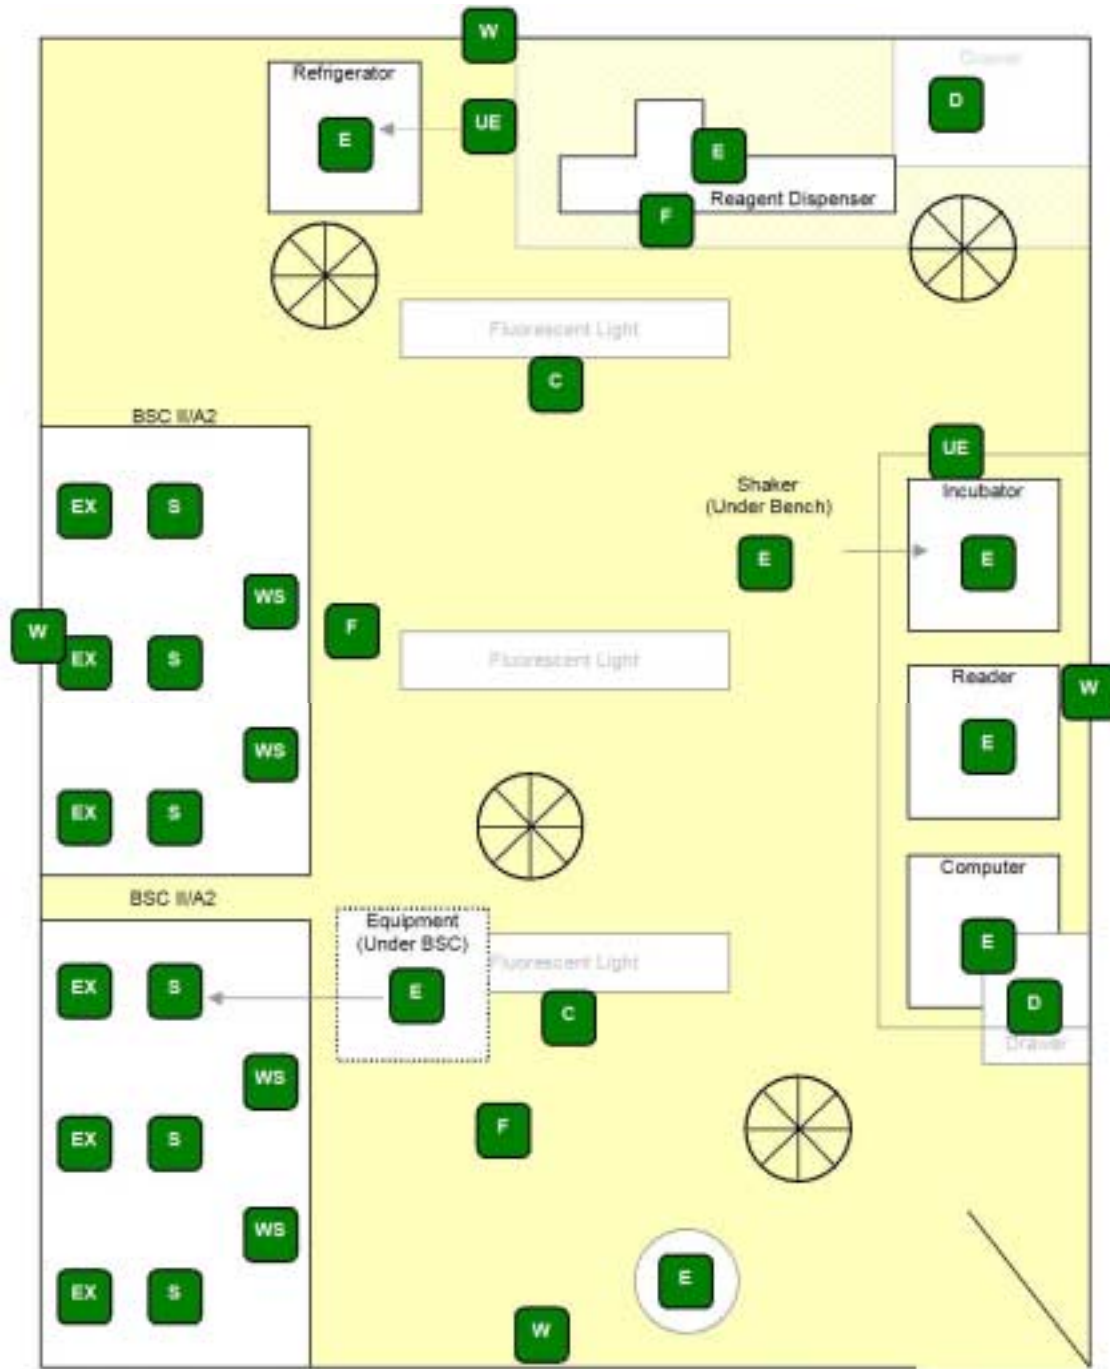 W
Refrigerator
Drawer
E
UE
E
D
Reagent Dispenser
F
Fluorescent Light
C
BSC II/A2
UE
Shaker
(Under Bench)
Incubator
EX
S
E
E
WS
F
W
EX
S
Fluorescent Light
Reader
W
WS
E
EX
S
Computer
BSC II/A2
Equipment
(Under BSC)
E
Fluorescent Light
EX
S
E
C
D
Drawer
WS
F
EX
S
WS
E
EX
S
W